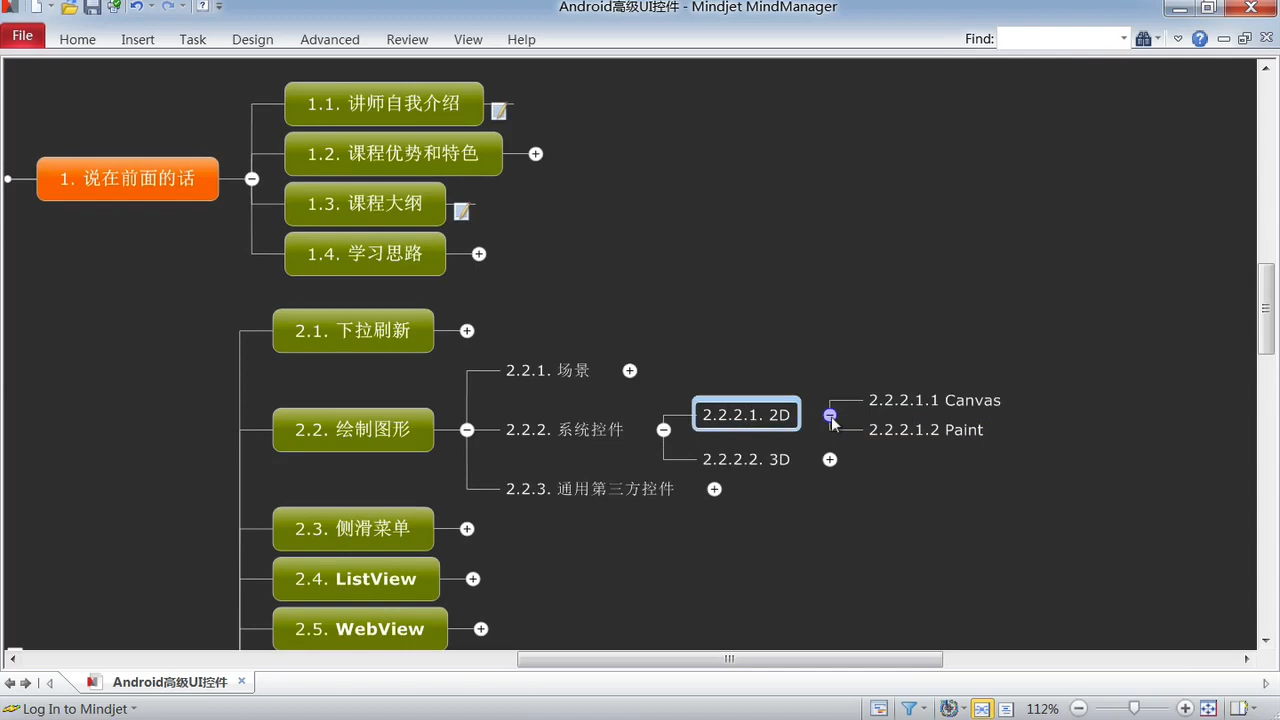 Android高级UI控件 - Mindjet MindManager
File Home Insert Task Design Advanced Review View Help Find:
1.1. 讲师自我介绍
1.2. 课程优势和特色
1. 说在前面的话
1.3. 课程大纲
1.4. 学习思路
2.1. 下拉刷新
2.2.1. 场景
2.2.2.1.1 Canvas
2.2.2.1. 2D
2.2. 绘制图形
2.2.2. 系统控件
2.2.2.1.2 Paint
2.2.2.2. 3D
2.2.3. 通用第三方控件
2.3. 侧滑菜单
2.4. ListView
2.5. WebView
Android高级UI控件
Log In to Mindjet 112%